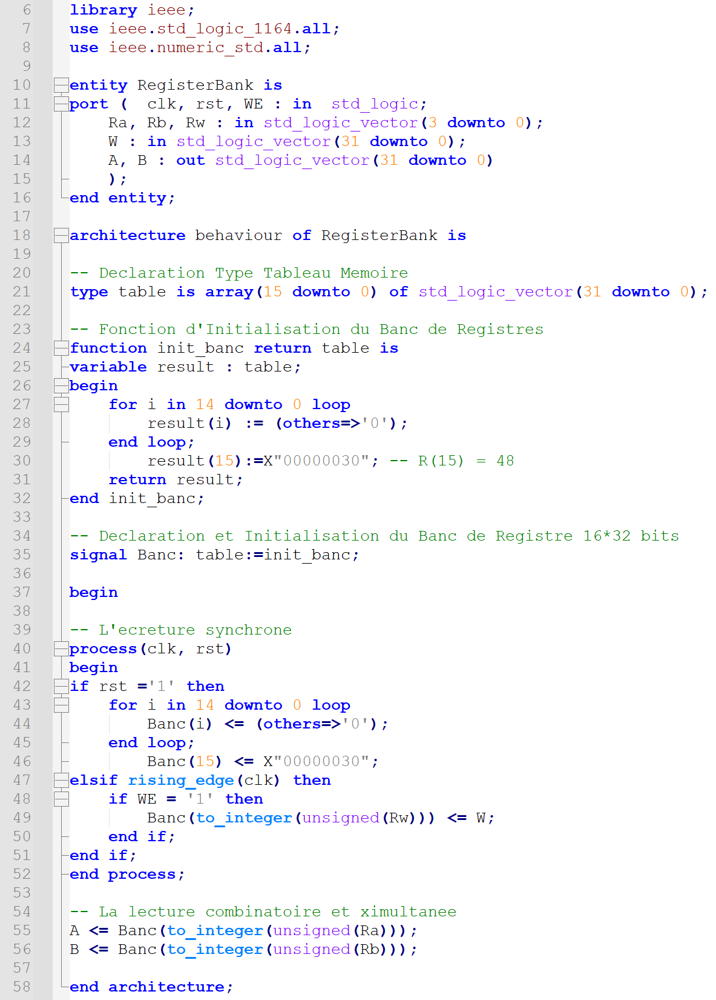 6 library ieee;
7 use ieee.std_logic_1164.all;
8 use ieee.numeric_std.all;
9
10 entity RegisterBank is
11 port (  clk, rst, WE : in  std_logic;
12     Ra, Rb, Rw : in std_logic_vector(3 downto 0);
13     W : in std_logic_vector(31 downto 0);
14     A, B : out std_logic_vector(31 downto 0)
15     );
16 end entity;
17
18 architecture behaviour of RegisterBank is
19
20 -- Declaration Type Tableau Memoire
21 type table is array(15 downto 0) of std_logic_vector(31 downto 0);
22
23 -- Fonction d'Initialisation du Banc de Registres
24 function init_banc return table is
25 variable result : table;
26 begin
27     for i in 14 downto 0 loop
28         result(i) := (others=>'0');
29     end loop;
30         result(15):=X"00000030"; -- R(15) = 48
31     return result;
32 end init_banc;
33
34 -- Declaration et Initialisation du Banc de Registre 16*32 bits
35 signal Banc: table:=init_banc;
36
37 begin
38
39 -- L'ecreture synchrone
40 process(clk, rst)
41 begin
42 if rst ='1' then
43     for i in 14 downto 0 loop
44         Banc(i) <= (others=>'0');
45     end loop;
46         Banc(15) <= X"00000030";
47 elsif rising_edge(clk) then
48     if WE = '1' then
49         Banc(to_integer(unsigned(Rw))) <= W;
50     end if;
51 end if;
52 end process;
53
54 -- La lecture combinatoire et ximultanee
55 A <= Banc(to_integer(unsigned(Ra)));
56 B <= Banc(to_integer(unsigned(Rb)));
57
58 end architecture;